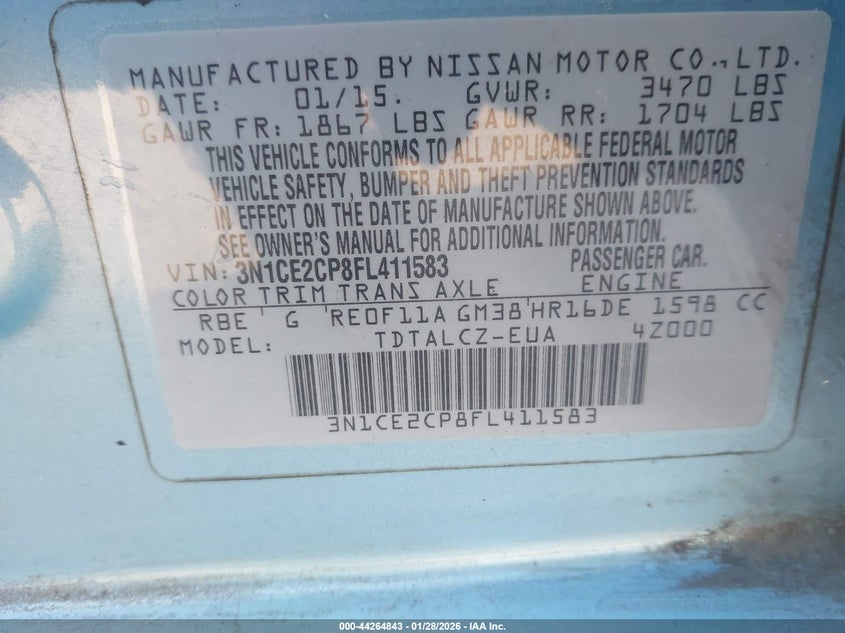 MANUFACTURED BY NISSAN MOTOR CO., LTD.
DATE: 01/15. GVWR: 3470 LBS
GAWR FR: 1867 LBS GAWR RR: 1704 LBS
THIS VEHICLE CONFORMS TO ALL APPLICABLE FEDERAL MOTOR
VEHICLE SAFETY, BUMPER AND THEFT PREVENTION STANDARDS
IN EFFECT ON THE DATE OF MANUFACTURE SHOWN ABOVE.
SEE OWNER'S MANUAL FOR ADDITIONAL INFORMATION.
VIN: 3N1CE2CP8FL411583 PASSENGER CAR.
COLOR TRIM TRANS AXLE ENGINE
RBE G RE0F11A GM38 HR16DE 1598 CC
MODEL: TDTALCZ-EUA 4Z000
3N1CE2CP8FL411583
000-44264843 - 01/28/2026 - IAA Inc.